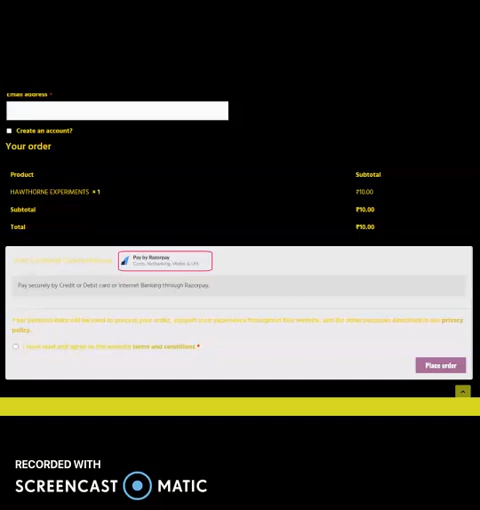 Email address *
Create an account?
Your order
Product Subtotal
HAWTHORNE EXPERIMENTS × 1 ₹10.00
Subtotal ₹10.00
Total ₹10.00
Pay by Razorpay
Cards, Netbanking, Wallet & UPI
Pay securely by Credit or Debit card or Internet Banking through Razorpay.
Your personal data will be used to process your order, support your experience throughout this website, and for other purposes described in our privacy
policy.
I have read and agree to the website terms and conditions *
Place order
RECORDED WITH
SCREENCAST MATIC